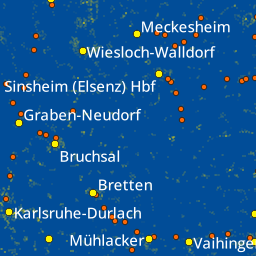 Meckesheim
Wiesloch-Walldorf
Sinsheim (Elsenz) Hbf
Graben-Neudorf
Bruchsal
Bretten
Karlsruhe-Durlach
Mühlacker
Vaihinge